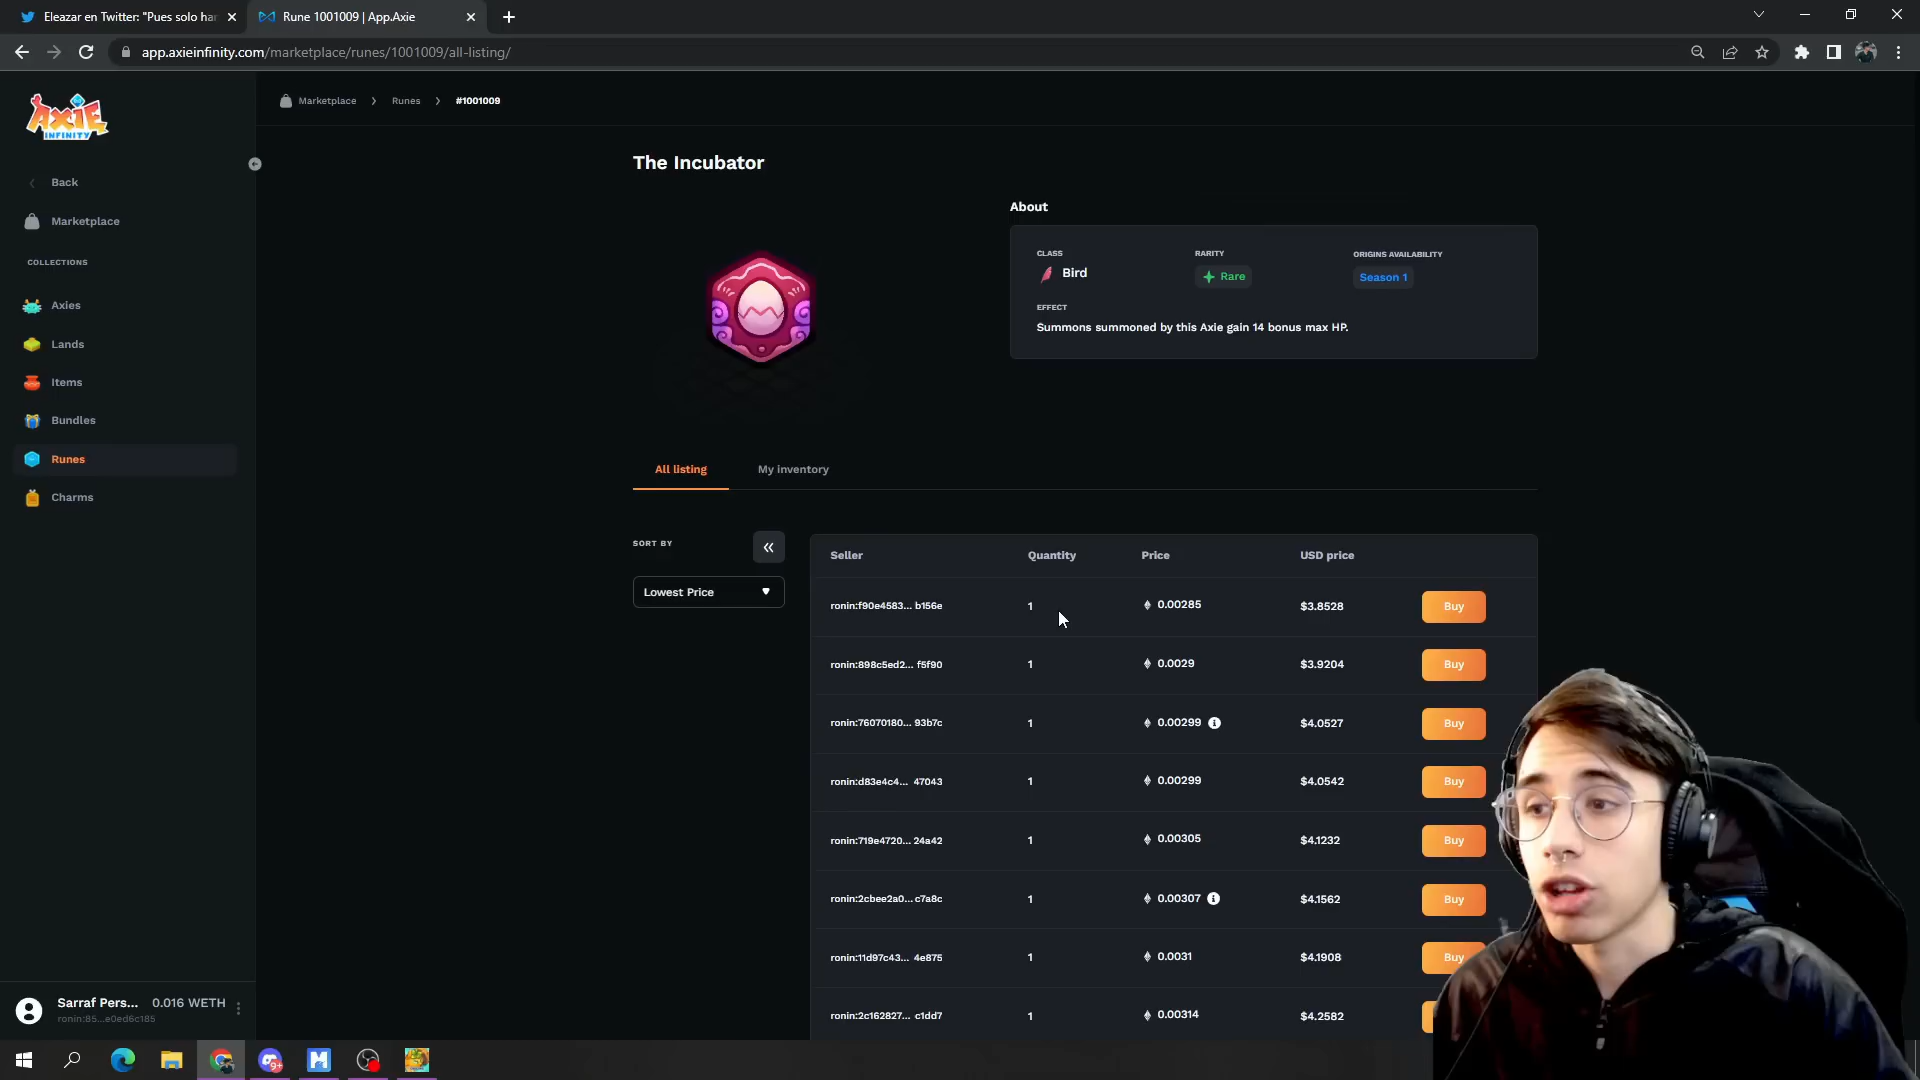 Eleazar en Twitter: "Pues solo har
Rune 1001009 | App.Axie
app.axieinfinity.com/marketplace/runes/1001009/all-listing/
AXIE
INFINITY
Marketplace > Runes > #1001009
Back
Marketplace
COLLECTIONS
Axies
Lands
Items
Bundles
Runes
Charms
The Incubator
About
CLASS RARITY ORIGINS AVAILABILITY
Bird Rare Season 1
EFFECT
Summons summoned by this Axie gain 14 bonus max HP.
All listing My inventory
SORT BY
Lowest Price
Seller Quantity Price USD price
ronin:f90e4583... b156e 1 0.00285 $3.8528 Buy
ronin:898c5ed2... f5f90 1 0.0029 $3.9204 Buy
ronin:76070180... 93b7c 1 0.00299 $4.0527 Buy
ronin:d83e4c4... 47043 1 0.00299 $4.0542 Buy
ronin:719e4720... 24a42 1 0.00305 $4.1232 Buy
ronin:2cbee2a0... c7a8c 1 0.00307 $4.1562 Buy
ronin:11d97c43... 4e875 1 0.0031 $4.1908 Buy
ronin:2c162827... c1dd7 1 0.00314 $4.2582
Sarraf Pers... 0.016 WETH
ronin:85...e0ed6c185
9+